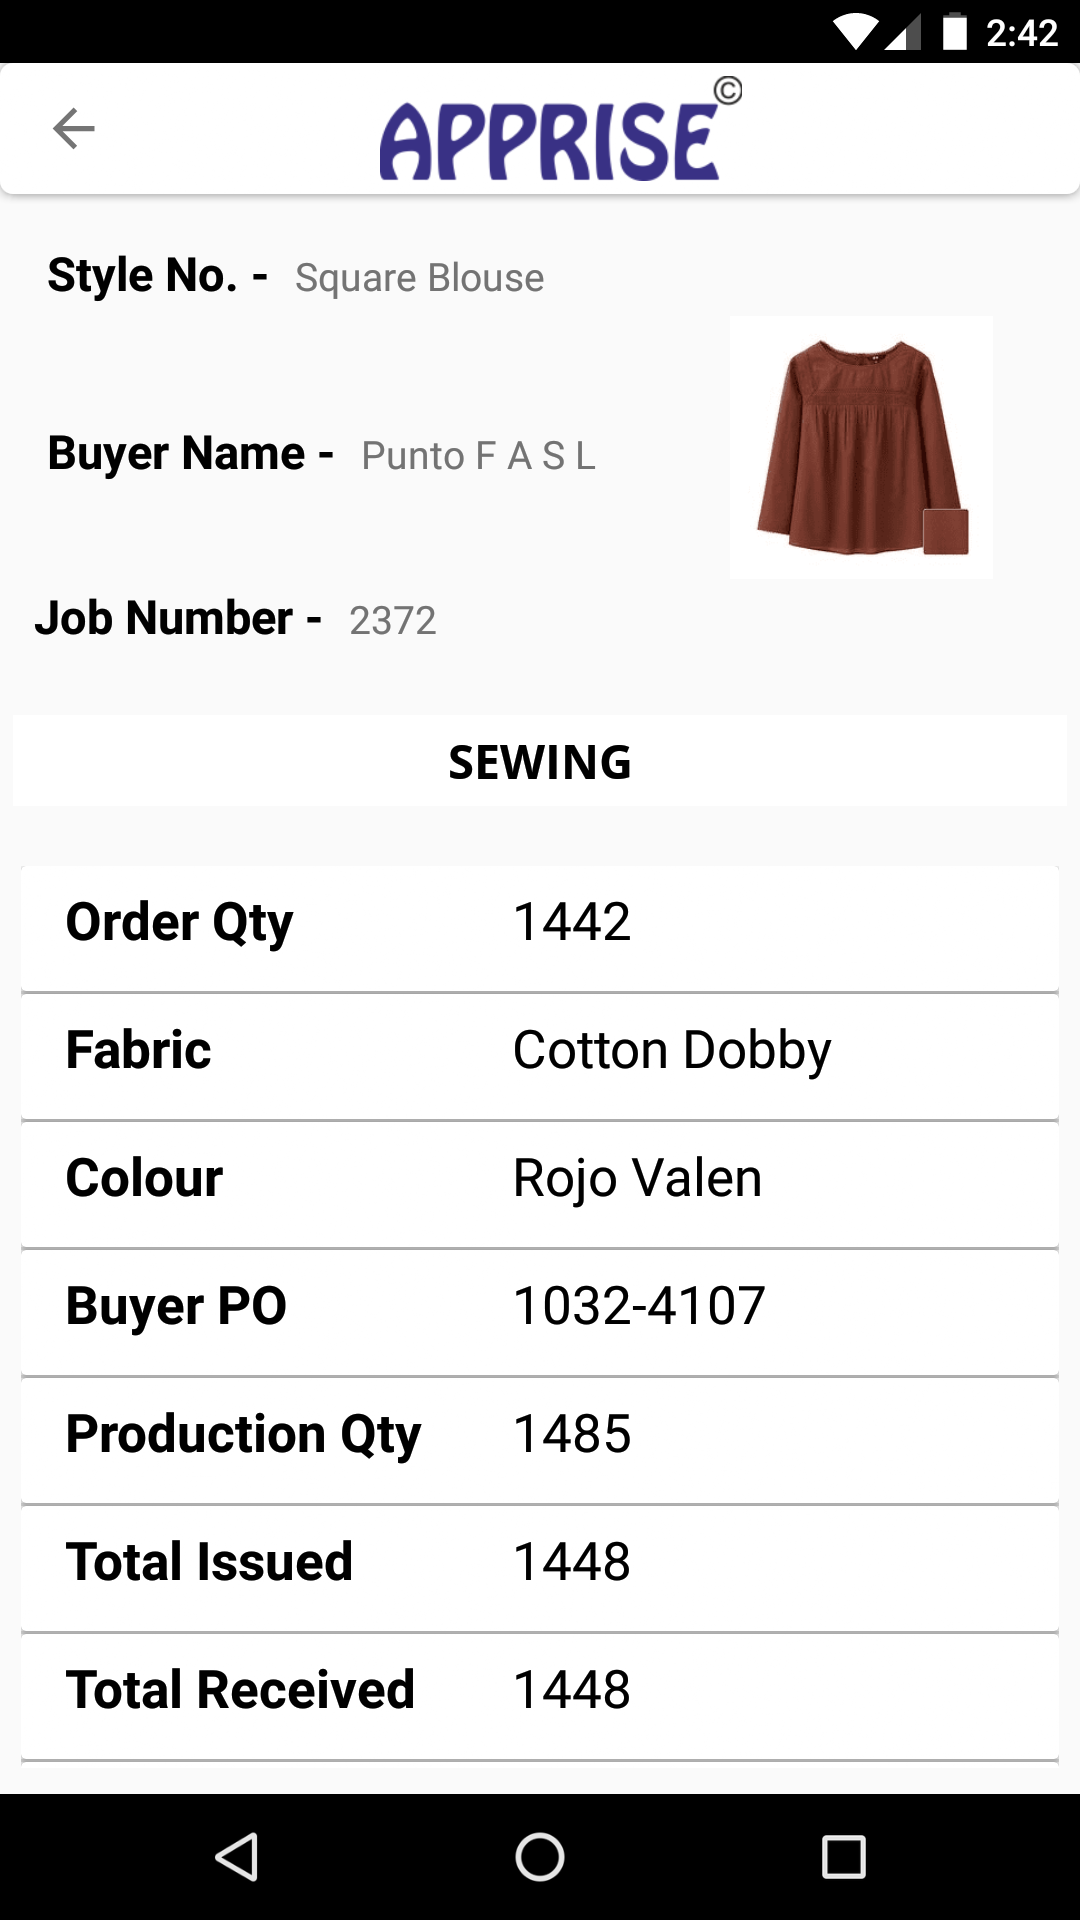 2:42
APPRISE©
Style No. - Square Blouse
Buyer Name - Punto F A S L
Job Number - 2372
SEWING
Order Qty 1442
Fabric Cotton Dobby
Colour Rojo Valen
Buyer PO 1032-4107
Production Qty 1485
Total Issued 1448
Total Received 1448